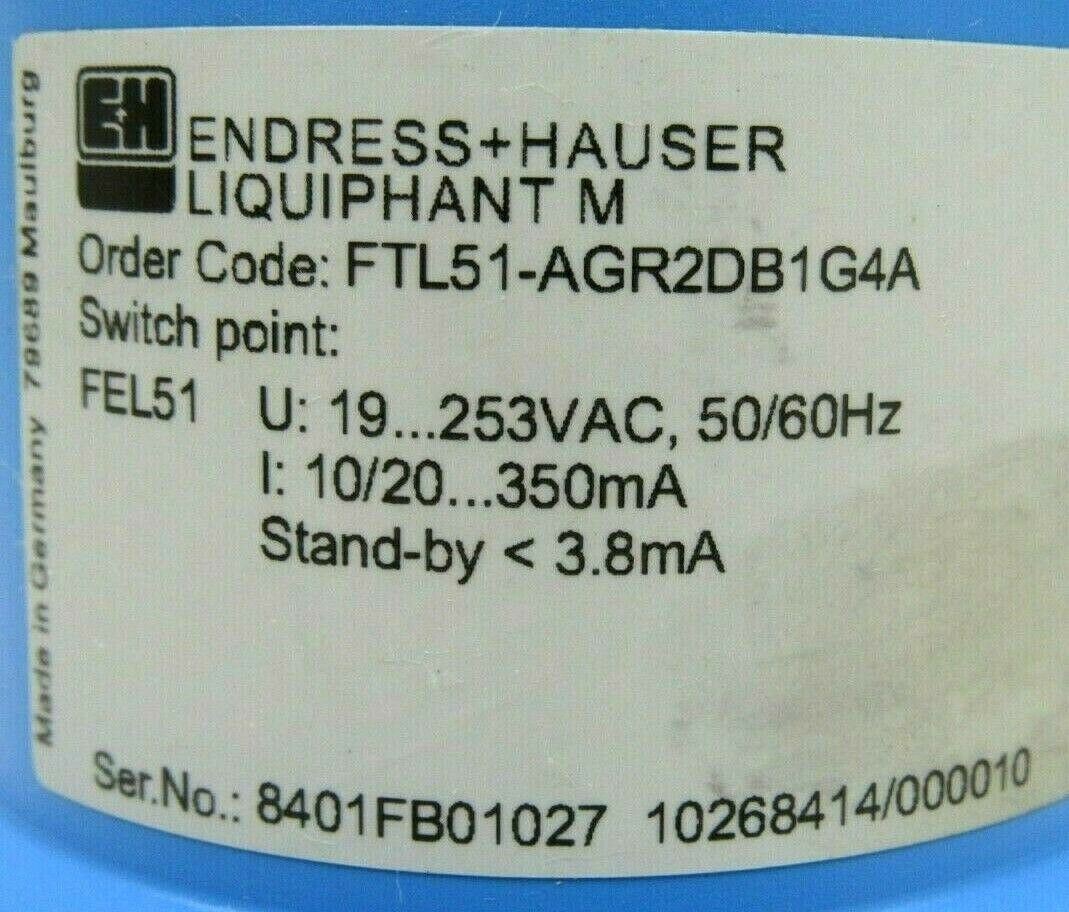 E+H
ENDRESS+HAUSER
LIQUIPHANT M
Order Code: FTL51-AGR2DB1G4A
Switch point:
FEL51 U: 19...253VAC, 50/60Hz
I: 10/20...350mA
Stand-by < 3.8mA
Ser.No.: 8401FB01027 10268414/000010
Made in Germany 79689 Maulburg